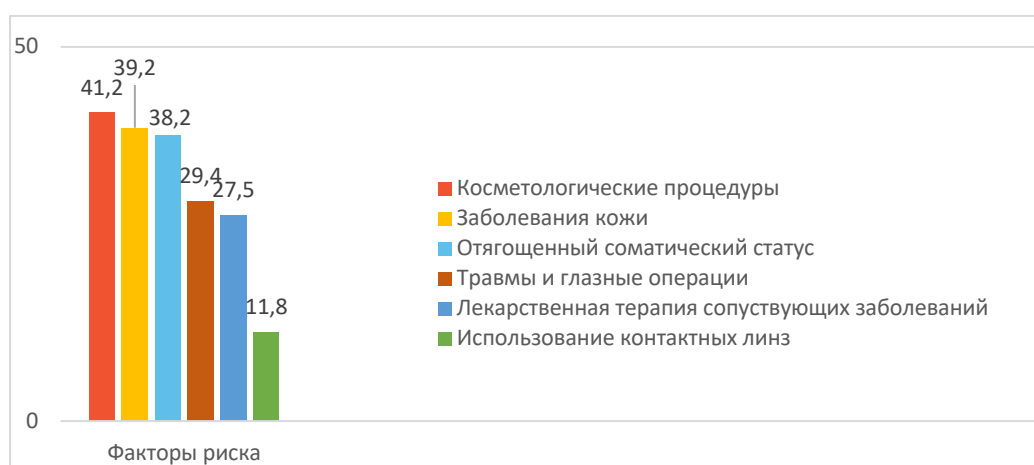 50
39,2
41,2
38,2
29,4
27,5
11,8
Косметологические процедуры
Заболевания кожи
Отягощенный соматический статус
Травмы и глазные операции
Лекарственная терапия сопуствующих заболеваний
Использование контактных линз
0
Факторы риска